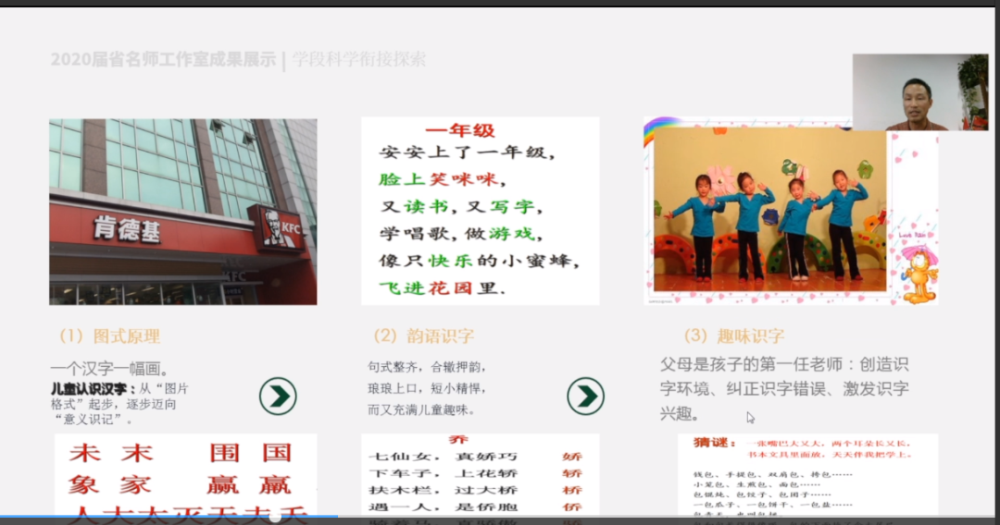 2020届省名师工作室成果展示 | 学段科学衔接探索
肯德基
KFC
KFC
一年级
安安上了一年级，
脸上笑咪咪，
又读书，又写字，
学唱歌，做游戏，
像只快乐的小蜜蜂，
飞进花园里.
（1）图式原理
一个汉字一幅画。
儿童认识汉字：从“图片
格式”起步，逐步迈向
“意义识记”。
（2）韵语识字
句式整齐，合辙押韵，
琅琅上口，短小精悍，
而又充满儿童趣味。
（3）趣味识字
父母是孩子的第一任老师：创造识
字环境、纠正识字错误、激发识字
兴趣。
未 末 围 国
象 家 赢 羸
人大太灭天夫
乔
七仙女，真娇巧 娇
下车子，上花轿 轿
扶木栏，过大桥 桥
遇一人，是侨胞 侨
猜谜：一张嘴巴大又大，两个耳朵长又长，
书本文具里面放，天天伴我把学上。
钱包、手提包、双肩包、挎包……
小笼包、生煎包、面包……
包馄饨、包饺子、包团子……
一包瓜子、一包饼干、一包盐……